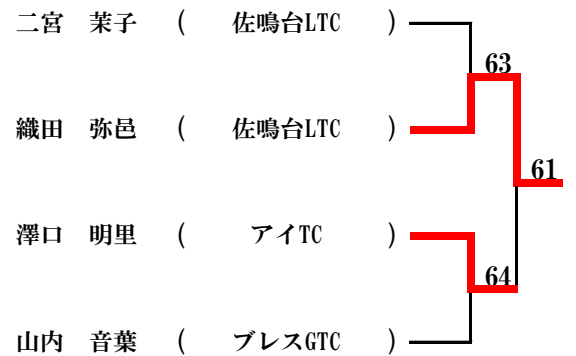 二宮 茉子 ( 佐鳴台LTC )
63
織田 弥邑 ( 佐鳴台LTC )
61
澤口 明里 ( アイTC )
64
山内 音葉 ( ブレスGTC )